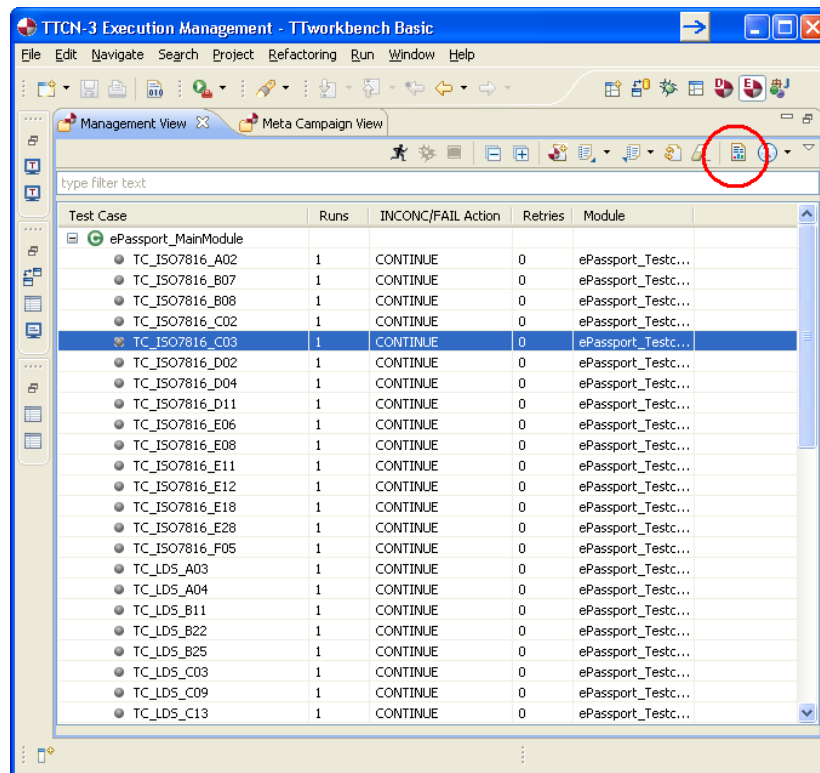 TTCN-3 Execution Management - TTworkbench Basic
File Edit Navigate Search Project Refactoring Run Window Help
Management View Meta Campaign View
type filter text
Test Case Runs INCONC/FAIL Action Retries Module
ePassport_MainModule
TC_ISO7816_A02 1 CONTINUE 0 ePassport_Testc...
TC_ISO7816_B07 1 CONTINUE 0 ePassport_Testc...
TC_ISO7816_B08 1 CONTINUE 0 ePassport_Testc...
TC_ISO7816_C02 1 CONTINUE 0 ePassport_Testc...
TC_ISO7816_C03 1 CONTINUE 0 ePassport_Testc...
TC_ISO7816_D02 1 CONTINUE 0 ePassport_Testc...
TC_ISO7816_D04 1 CONTINUE 0 ePassport_Testc...
TC_ISO7816_D11 1 CONTINUE 0 ePassport_Testc...
TC_ISO7816_E06 1 CONTINUE 0 ePassport_Testc...
TC_ISO7816_E08 1 CONTINUE 0 ePassport_Testc...
TC_ISO7816_E11 1 CONTINUE 0 ePassport_Testc...
TC_ISO7816_E12 1 CONTINUE 0 ePassport_Testc...
TC_ISO7816_E18 1 CONTINUE 0 ePassport_Testc...
TC_ISO7816_E28 1 CONTINUE 0 ePassport_Testc...
TC_ISO7816_F05 1 CONTINUE 0 ePassport_Testc...
TC_LDS_A03 1 CONTINUE 0 ePassport_Testc...
TC_LDS_A04 1 CONTINUE 0 ePassport_Testc...
TC_LDS_B11 1 CONTINUE 0 ePassport_Testc...
TC_LDS_B22 1 CONTINUE 0 ePassport_Testc...
TC_LDS_B25 1 CONTINUE 0 ePassport_Testc...
TC_LDS_C03 1 CONTINUE 0 ePassport_Testc...
TC_LDS_C09 1 CONTINUE 0 ePassport_Testc...
TC_LDS_C13 1 CONTINUE 0 ePassport_Testc...